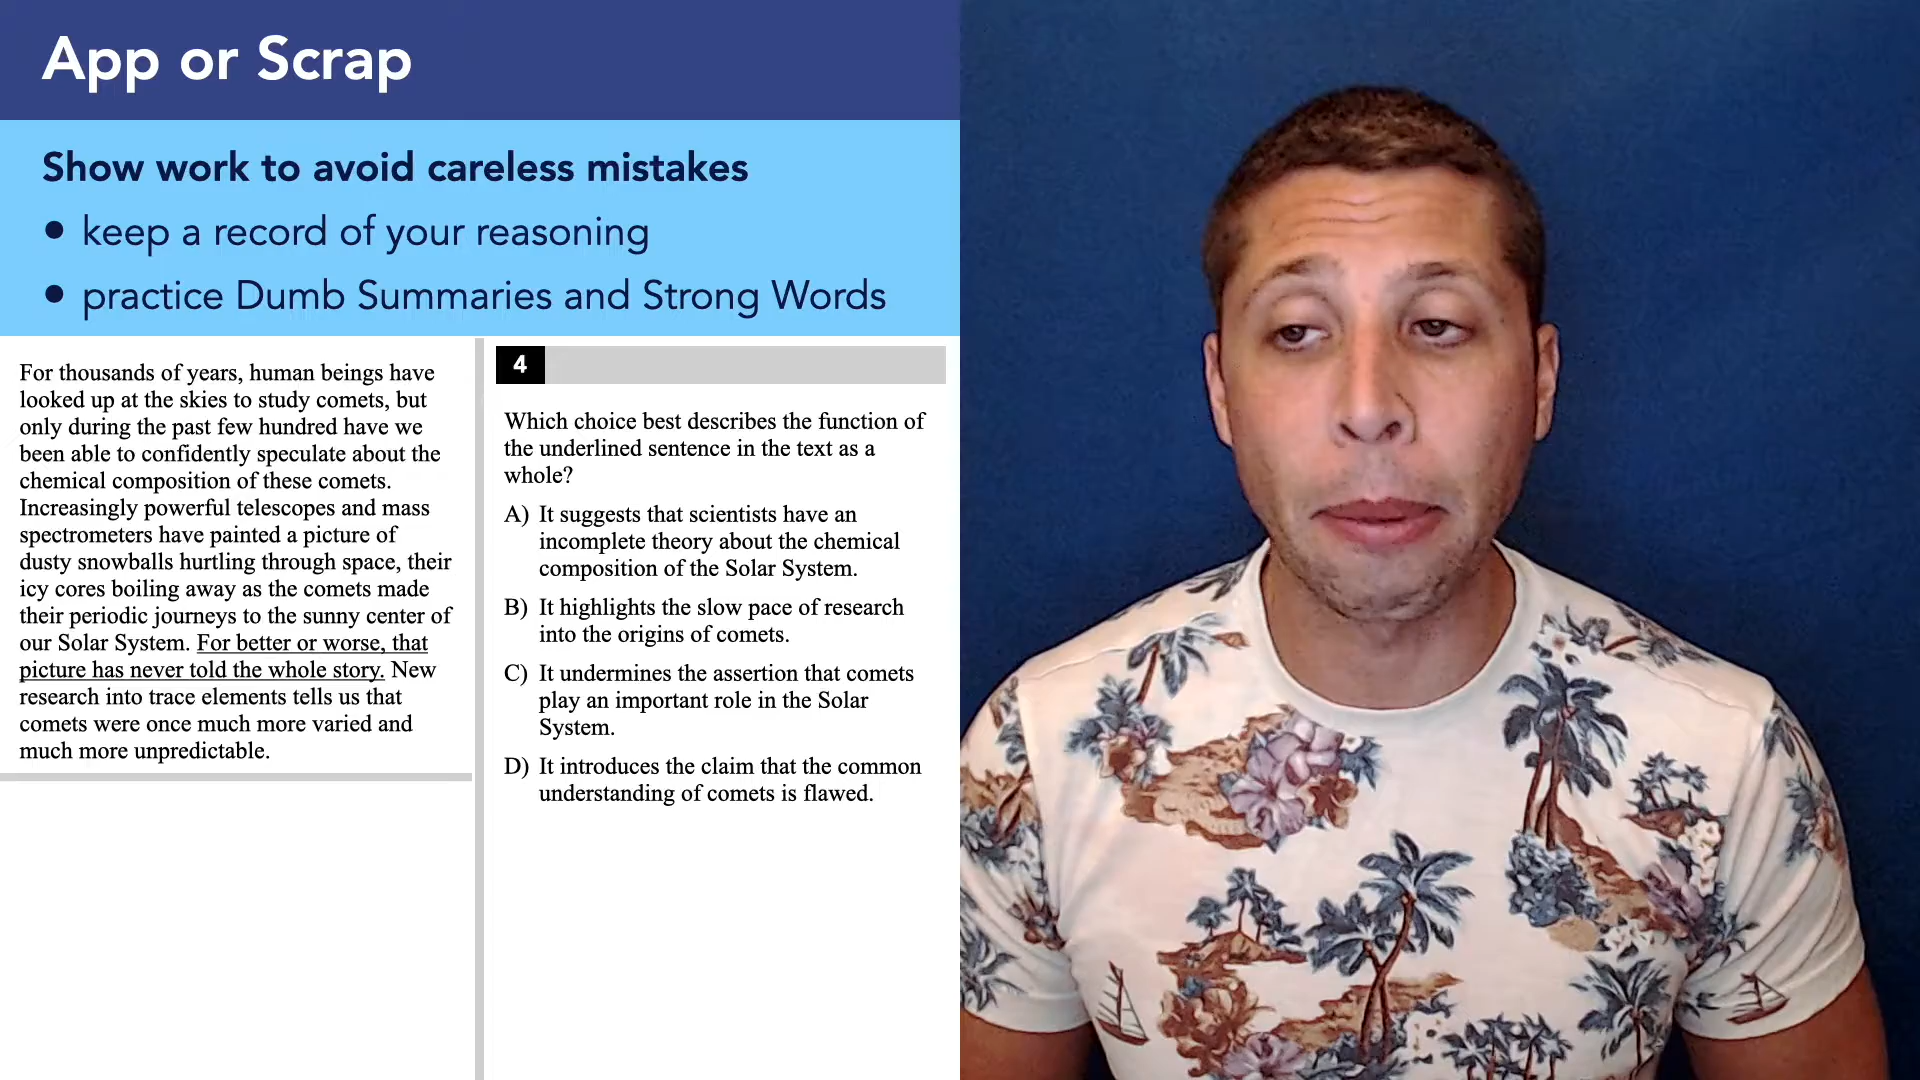 App or Scrap
Show work to avoid careless mistakes
• keep a record of your reasoning
• practice Dumb Summaries and Strong Words
For thousands of years, human beings have
looked up at the skies to study comets, but
only during the past few hundred have we
been able to confidently speculate about the
chemical composition of these comets.
Increasingly powerful telescopes and mass
spectrometers have painted a picture of
dusty snowballs hurtling through space, their
icy cores boiling away as the comets made
their periodic journeys to the sunny center of
our Solar System. For better or worse, that
picture has never told the whole story. New
research into trace elements tells us that
comets were once much more varied and
much more unpredictable.
4
Which choice best describes the function of
the underlined sentence in the text as a
whole?
A) It suggests that scientists have an
incomplete theory about the chemical
composition of the Solar System.
B) It highlights the slow pace of research
into the origins of comets.
C) It undermines the assertion that comets
play an important role in the Solar
System.
D) It introduces the claim that the common
understanding of comets is flawed.